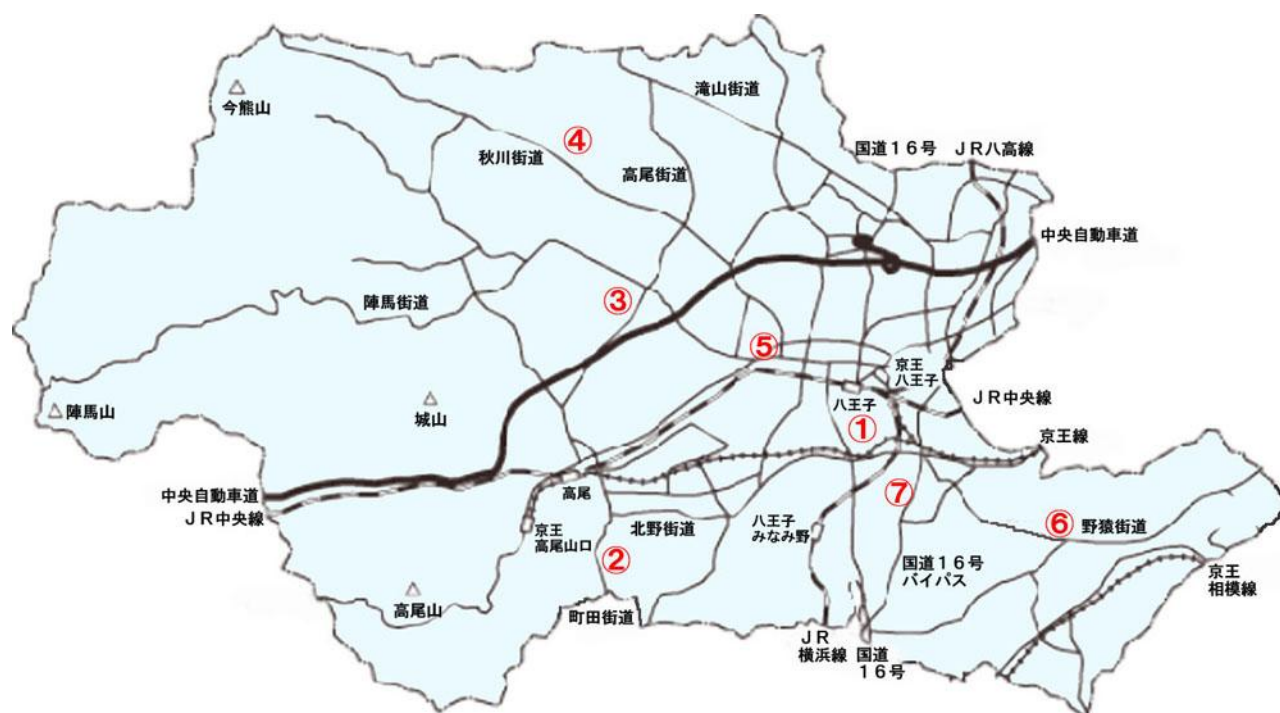 滝山街道
今熊山
④
国道１６号
ＪＲ八高線
秋川街道
高尾街道
中央自動車道
③
陣馬街道
⑤
京王
八王子
八王子
ＪＲ中央線
陣馬山
城山
①
京王線
中央自動車道
ＪＲ中央線
高尾
⑦
京王
高尾山口
北野街道
八王子
みなみ野
⑥
野猿街道
②
国道１６号
バイパス
京王
相模線
高尾山
町田街道
ＪＲ
横浜線
国道
１６号